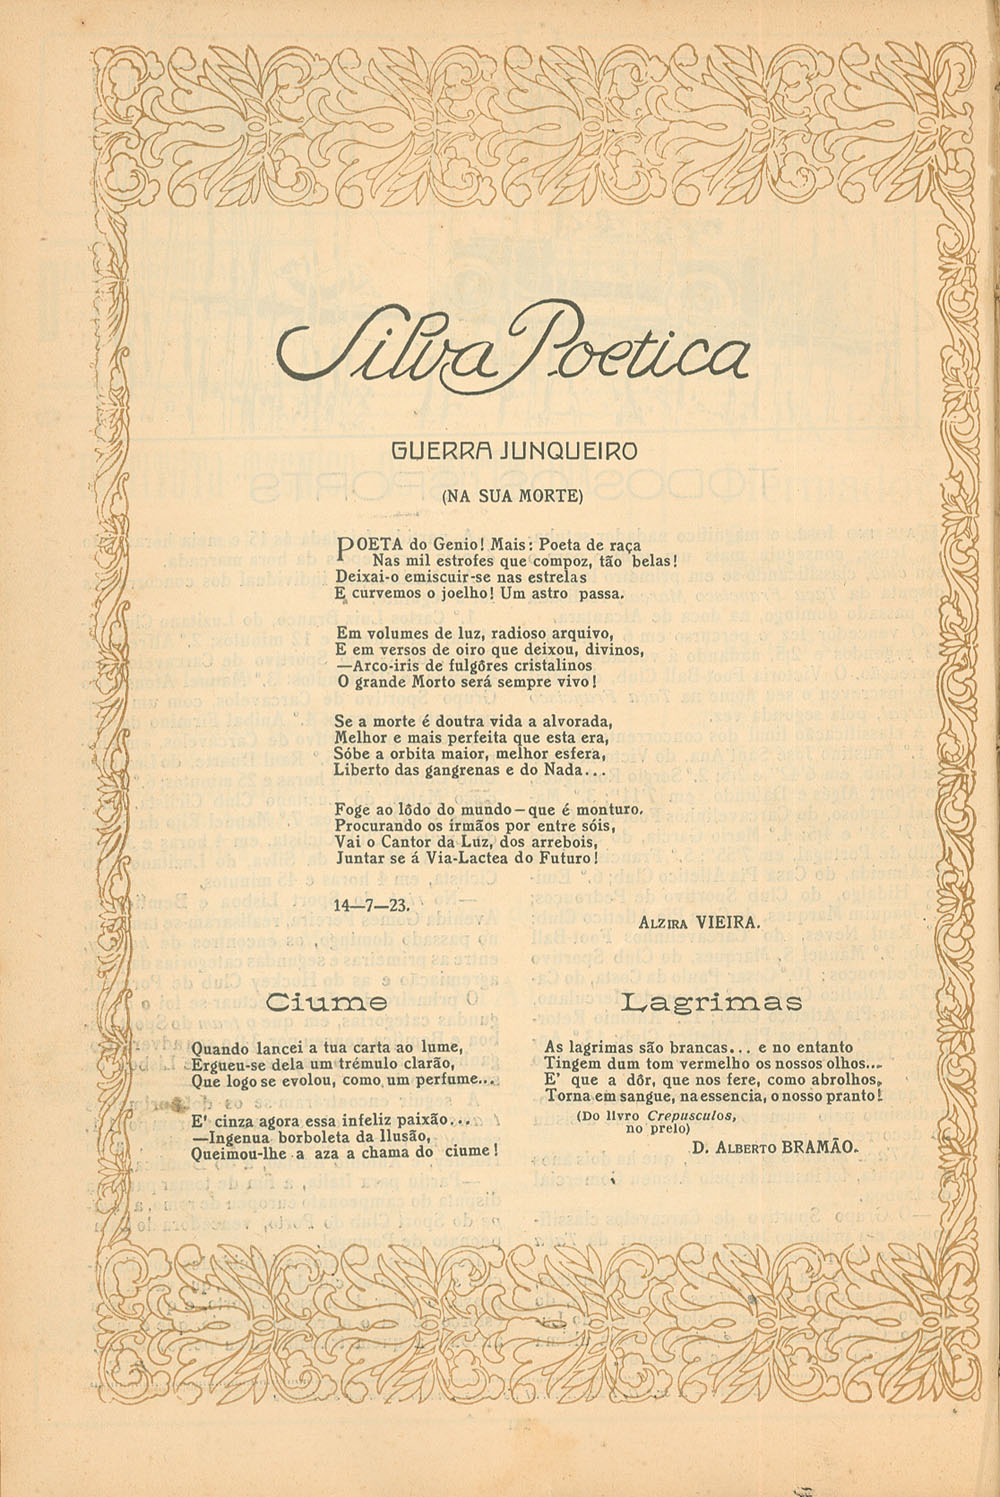 Silva Poetica
GUERRA JUNQUEIRO
(NA SUA MORTE)
POETA do Genio! Mais: Poeta de raça
Nas mil estrofes que compoz, tão belas!
Deixai-o emiscuir-se nas estrelas
E curvemos o joelho! Um astro passa.
Em volumes de luz, radioso arquivo,
E em versos de oiro que deixou, divinos,
—Arco-iris de fulgôres cristalinos
O grande Morto será sempre vivo!
Se a morte é doutra vida a alvorada,
Melhor e mais perfeita que esta era,
Sóbe a orbita maior, melhor esfera,
Liberto das gangrenas e do Nada...
Foge ao lôdo do mundo—que é monturo.
Procurando os írmãos por entre sóis,
Vai o Cantor da Luz, dos arrebois,
Juntar se á Via-Lactea do Futuro!
14—7—23.
ALZIRA VIEIRA.
Ciume
Quando lancei a tua carta ao lume,
Ergueu-se dela um trémulo clarão,
Que logo se evolou, como um perfume...
E' cinza agora essa infeliz paixão...
—Ingenua borboleta da Ilusão,
Queimou-lhe a aza a chama do ciume!
Lagrimas
As lagrimas são brancas... e no entanto
Tingem dum tom vermelho os nossos olhos...
E' que a dôr, que nos fere, como abrolhos,
Torna em sangue, na essencia, o nosso pranto!
(Do livro Crepusculos,
no prelo)
D. ALBERTO BRAMÃO.